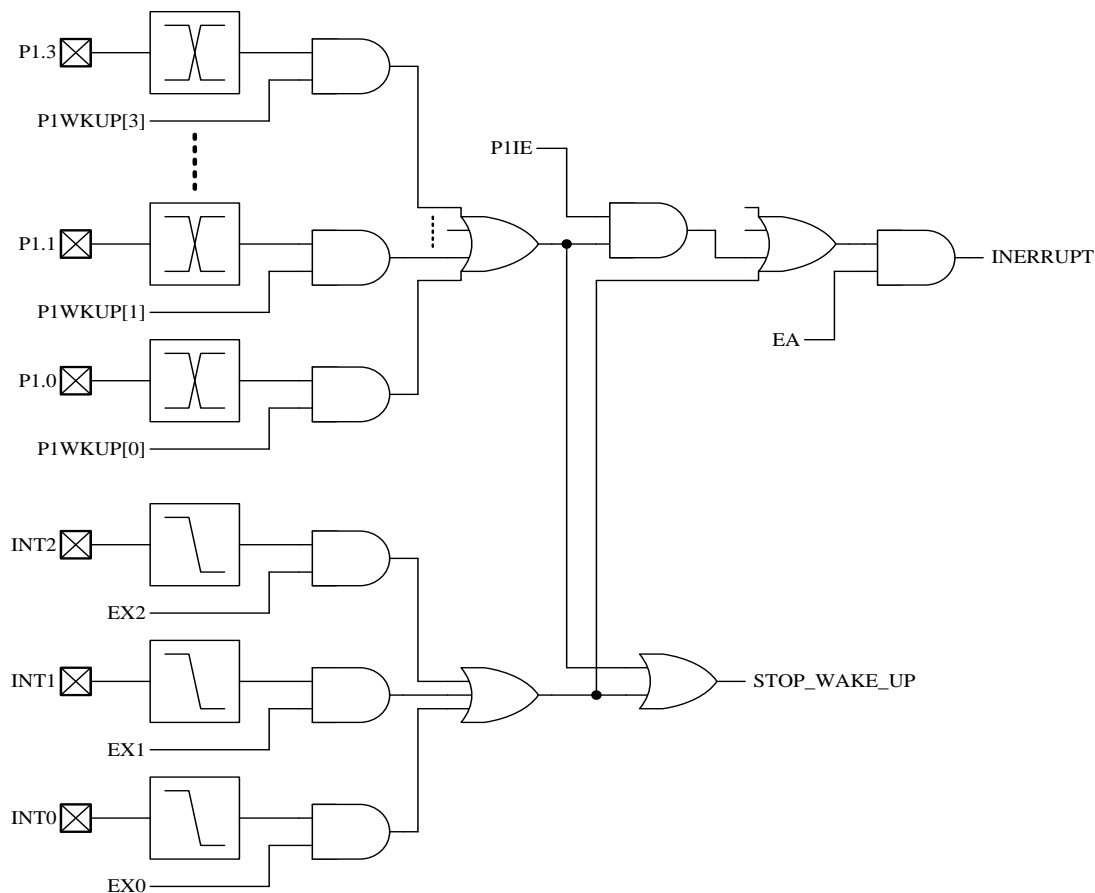 P1.3
P1WKUP[3]
P1IE
P1.1
INERRUPT
P1WKUP[1]
EA
P1.0
P1WKUP[0]
INT2
EX2
INT1
STOP_WAKE_UP
EX1
INT0
EX0